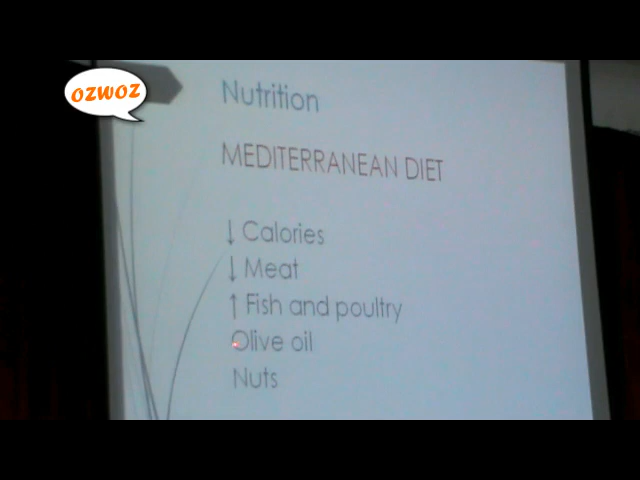 ozwoz
Nutrition
MEDITERRANEAN DIET
↓ Calories
↓ Meat
↑ Fish and poultry
Olive oil
Nuts